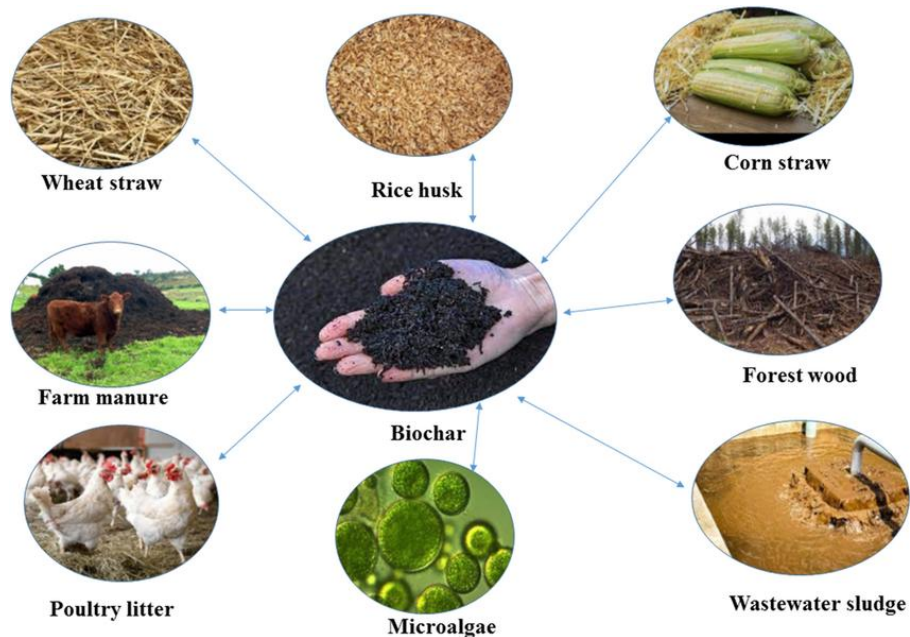 Wheat straw
Rice husk
Corn straw
Farm manure
Forest wood
Biochar
Poultry litter
Microalgae
Wastewater sludge